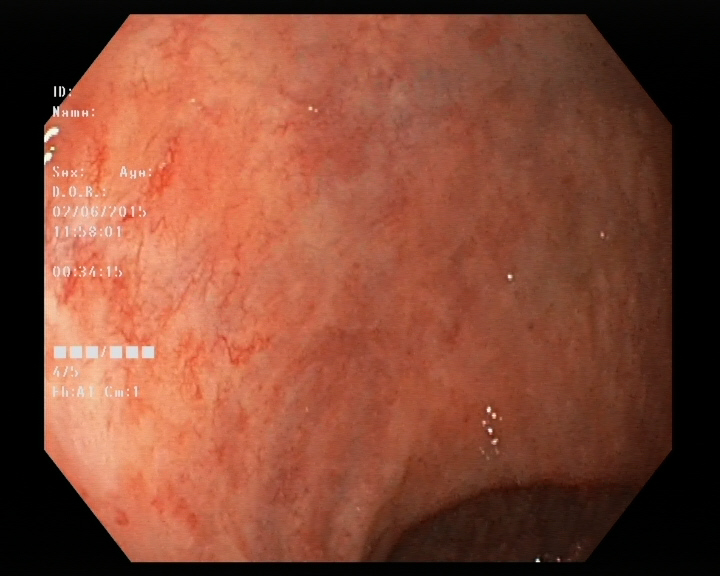 ID:
Name:
Sex: Age:
D.O.B.:
02/06/2015
11:58:01
00:34:15
■■■/■■■
4/5
Eh:A1 Cm:1